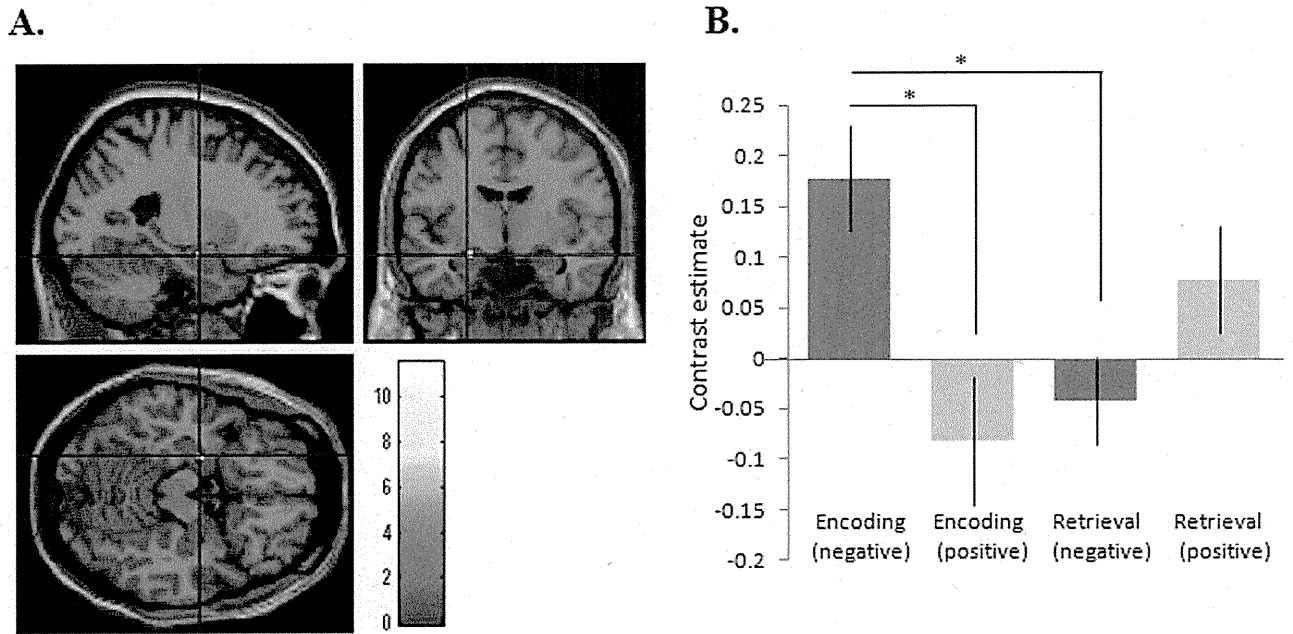 A.
B.
10
8
6
4
2
0
*
*
0.25
0.2
0.15
0.1
0.05
0
-0.05
-0.1
-0.15
-0.2
Contrast estimate
Encoding
(negative)
Encoding
(positive)
Retrieval
(negative)
Retrieval
(positive)